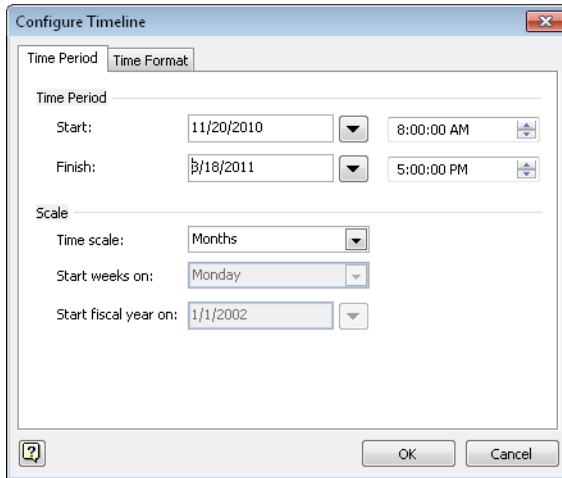 Configure Timeline
Time Period Time Format
Time Period
Start: 11/20/2010 8:00:00 AM
Finish: 3/18/2011 5:00:00 PM
Scale
Time scale: Months
Start weeks on: Monday
Start fiscal year on: 1/1/2002
? OK Cancel